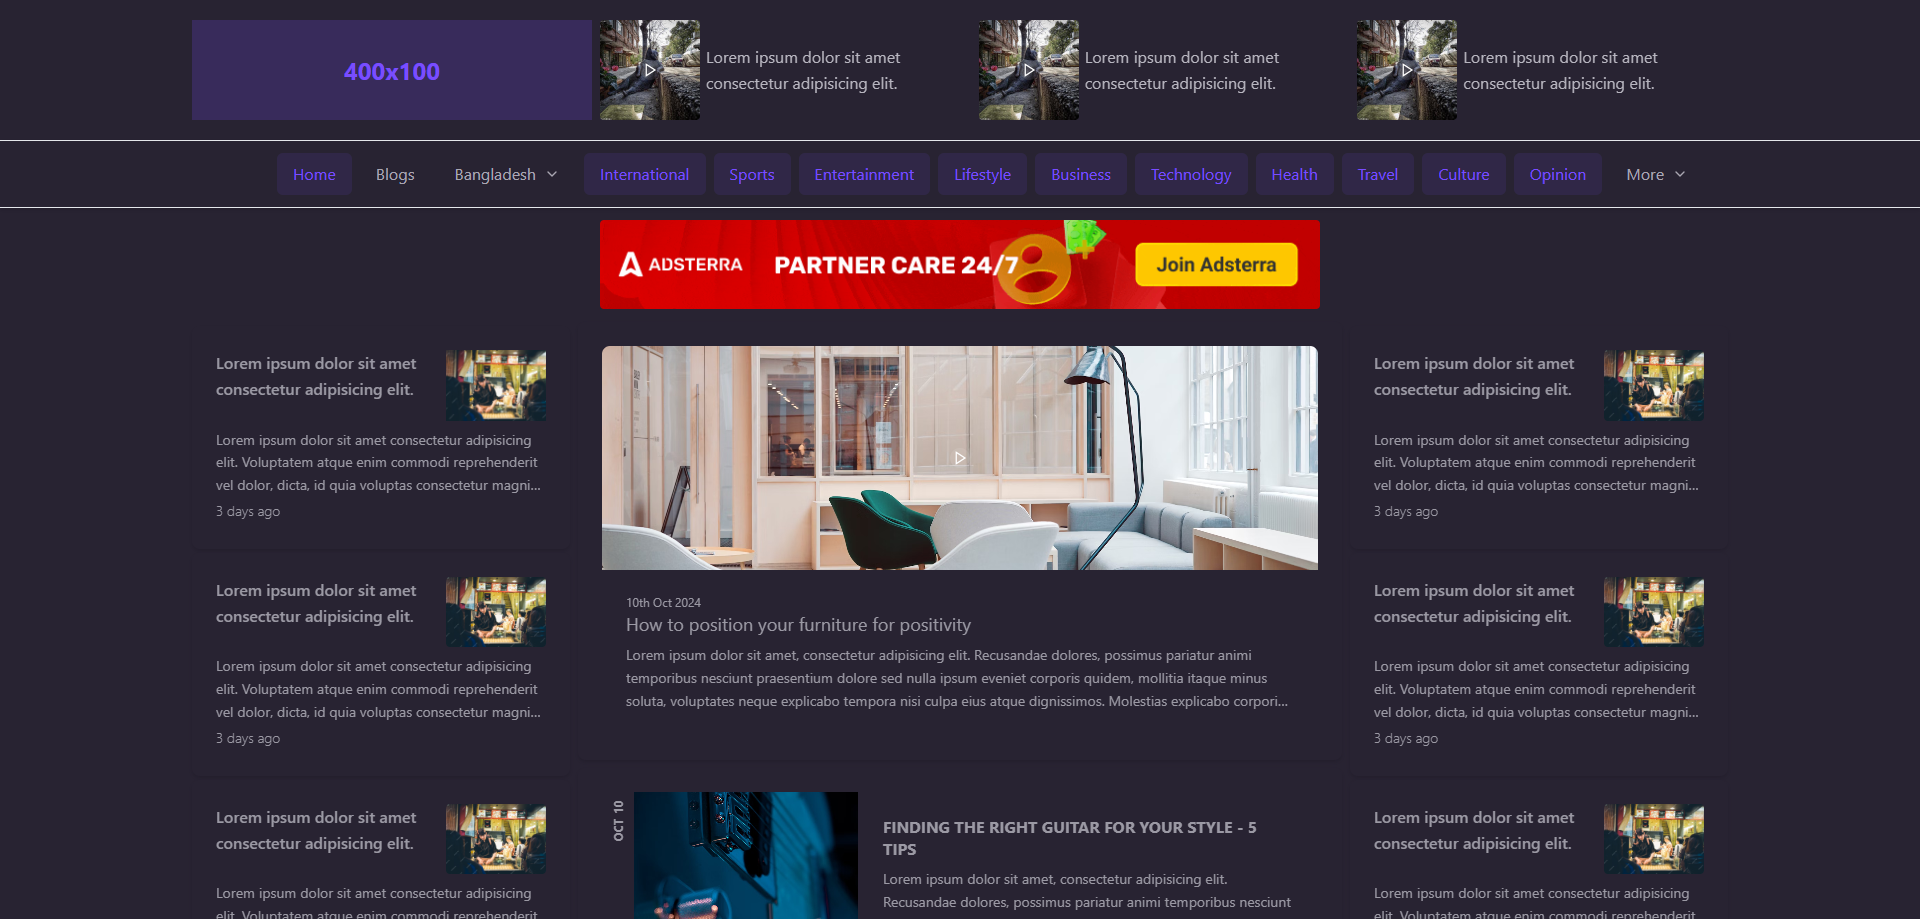 400x100
Lorem ipsum dolor sit amet
consectetur adipisicing elit.
Lorem ipsum dolor sit amet
consectetur adipisicing elit.
Lorem ipsum dolor sit amet
consectetur adipisicing elit.
Home Blogs Bangladesh International Sports Entertainment Lifestyle Business Technology Health Travel Culture Opinion More
ADSTERRA PARTNER CARE 24/7 Join Adsterra
Lorem ipsum dolor sit amet
consectetur adipisicing elit.
Lorem ipsum dolor sit amet consectetur adipisicing
elit. Voluptatem atque enim commodi reprehenderit
vel dolor, dicta, id quia voluptas consectetur magni...
3 days ago
Lorem ipsum dolor sit amet
consectetur adipisicing elit.
Lorem ipsum dolor sit amet consectetur adipisicing
elit. Voluptatem atque enim commodi reprehenderit
vel dolor, dicta, id quia voluptas consectetur magni...
3 days ago
Lorem ipsum dolor sit amet
consectetur adipisicing elit.
Lorem ipsum dolor sit amet consectetur adipisicing
elit. Voluptatem atque enim commodi reprehenderit
10th Oct 2024
How to position your furniture for positivity
Lorem ipsum dolor sit amet, consectetur adipisicing elit. Recusandae dolores, possimus pariatur animi
temporibus nesciunt praesentium dolore sed nulla ipsum eveniet corporis quidem, mollitia itaque minus
soluta, voluptates neque explicabo tempora nisi culpa eius atque dignissimos. Molestias explicabo corpori...
OCT 10
FINDING THE RIGHT GUITAR FOR YOUR STYLE - 5
TIPS
Lorem ipsum dolor sit amet, consectetur adipisicing elit.
Recusandae dolores, possimus pariatur animi temporibus nesciunt
Lorem ipsum dolor sit amet
consectetur adipisicing elit.
Lorem ipsum dolor sit amet consectetur adipisicing
elit. Voluptatem atque enim commodi reprehenderit
vel dolor, dicta, id quia voluptas consectetur magni...
3 days ago
Lorem ipsum dolor sit amet
consectetur adipisicing elit.
Lorem ipsum dolor sit amet consectetur adipisicing
elit. Voluptatem atque enim commodi reprehenderit
vel dolor, dicta, id quia voluptas consectetur magni...
3 days ago
Lorem ipsum dolor sit amet
consectetur adipisicing elit.
Lorem ipsum dolor sit amet consectetur adipisicing
elit. Voluptatem atque enim commodi reprehenderit